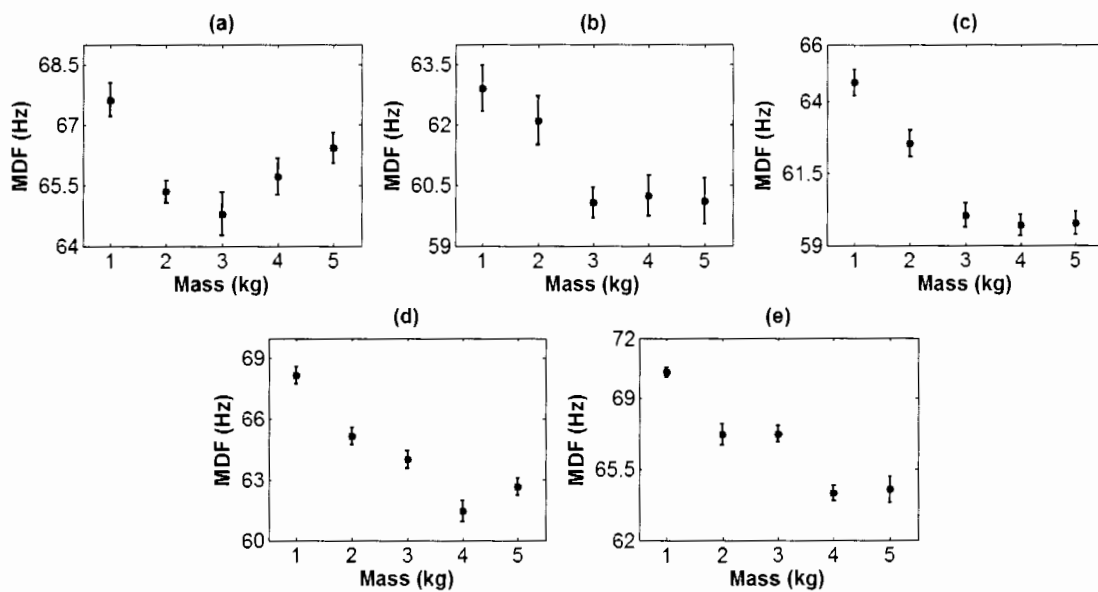 (a)
68.5
67
65.5
64
MDF (Hz)
1 2 3 4 5
Mass (kg)
(b)
63.5
62
60.5
59
MDF (Hz)
1 2 3 4 5
Mass (kg)
(c)
66
64
61.5
59
MDF (Hz)
1 2 3 4 5
Mass (kg)
(d)
69
66
63
60
MDF (Hz)
1 2 3 4 5
Mass (kg)
(e)
72
69
65.5
62
MDF (Hz)
1 2 3 4 5
Mass (kg)